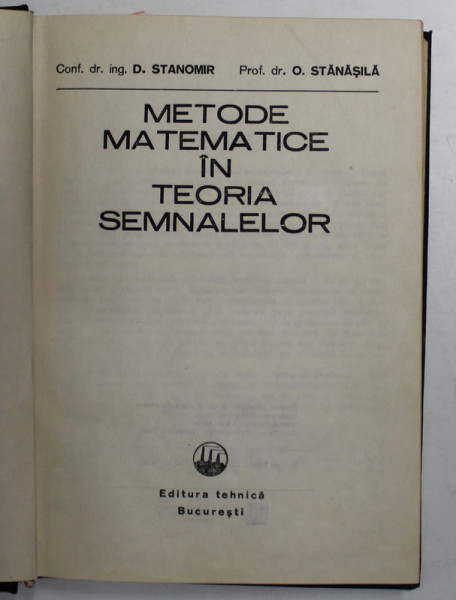 Conf. dr. ing. D. STANOMIR Prof. dr. O. STĂNĂŞILĂ
METODE
MATEMATICE
ÎN
TEORIA
SEMNALELOR
Editura tehnică
Bucureşti